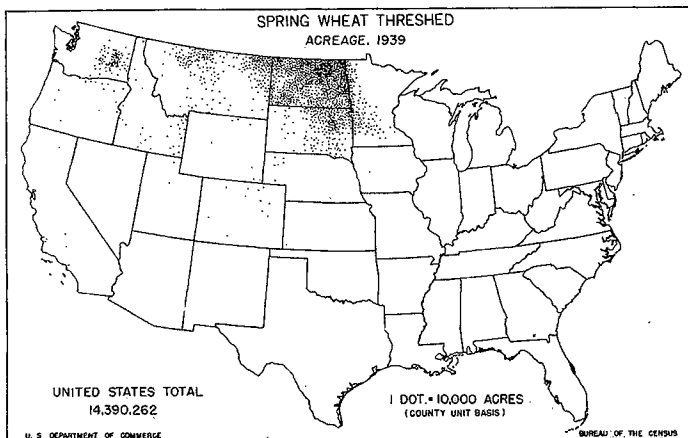 SPRING WHEAT THRESHED
ACREAGE, 1939
UNITED STATES TOTAL
14,390,262
1 DOT = 10,000 ACRES
(COUNTY UNIT BASIS)
U. S. DEPARTMENT OF COMMERCE
BUREAU OF THE CENSUS